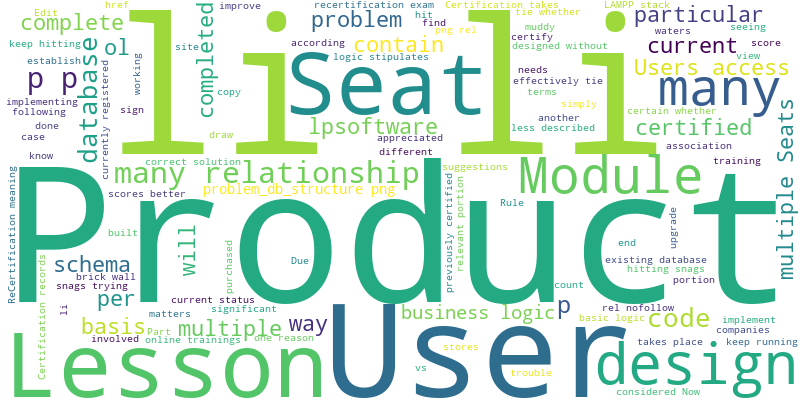 href
Edit
improve
recertification exam
Certification takes
LAMPP stack
complete
li li
problem
hit
tie whether
particular
keep hitting
completed
site
according
find
png rel
muddy
seeing
establish
contain
certify
designed without
waters
score
database
ol
working
logic stipulates
current
view
p p
Seat
needs
Users access
implementing
copy
effectively tie
certain whether
following
currently registered
sign
terms
simply
many
done
lpsoftware
another
certified
multiple Seats
case
draw
appreciated
less described
association
know
correct solution
different
training
many relationship
suggestions
Module
scores better
problem_db_structure png
ReCertification meaning
Product
previously certified
relevant portion
Rule
built
will
purchased
Due
end
upgrade
existing database
schema
hitting snags
brick wall
count
portion
snags trying
li
current status
p
rel nofollow
per
significant
business logic
way
User
code
implement
matters
basic logic
companies
Certification records
basis
Part
multiple
Lesson
involved
online trainings
one reason
vs
takes place
keep running
design
stores
trouble
considered Now